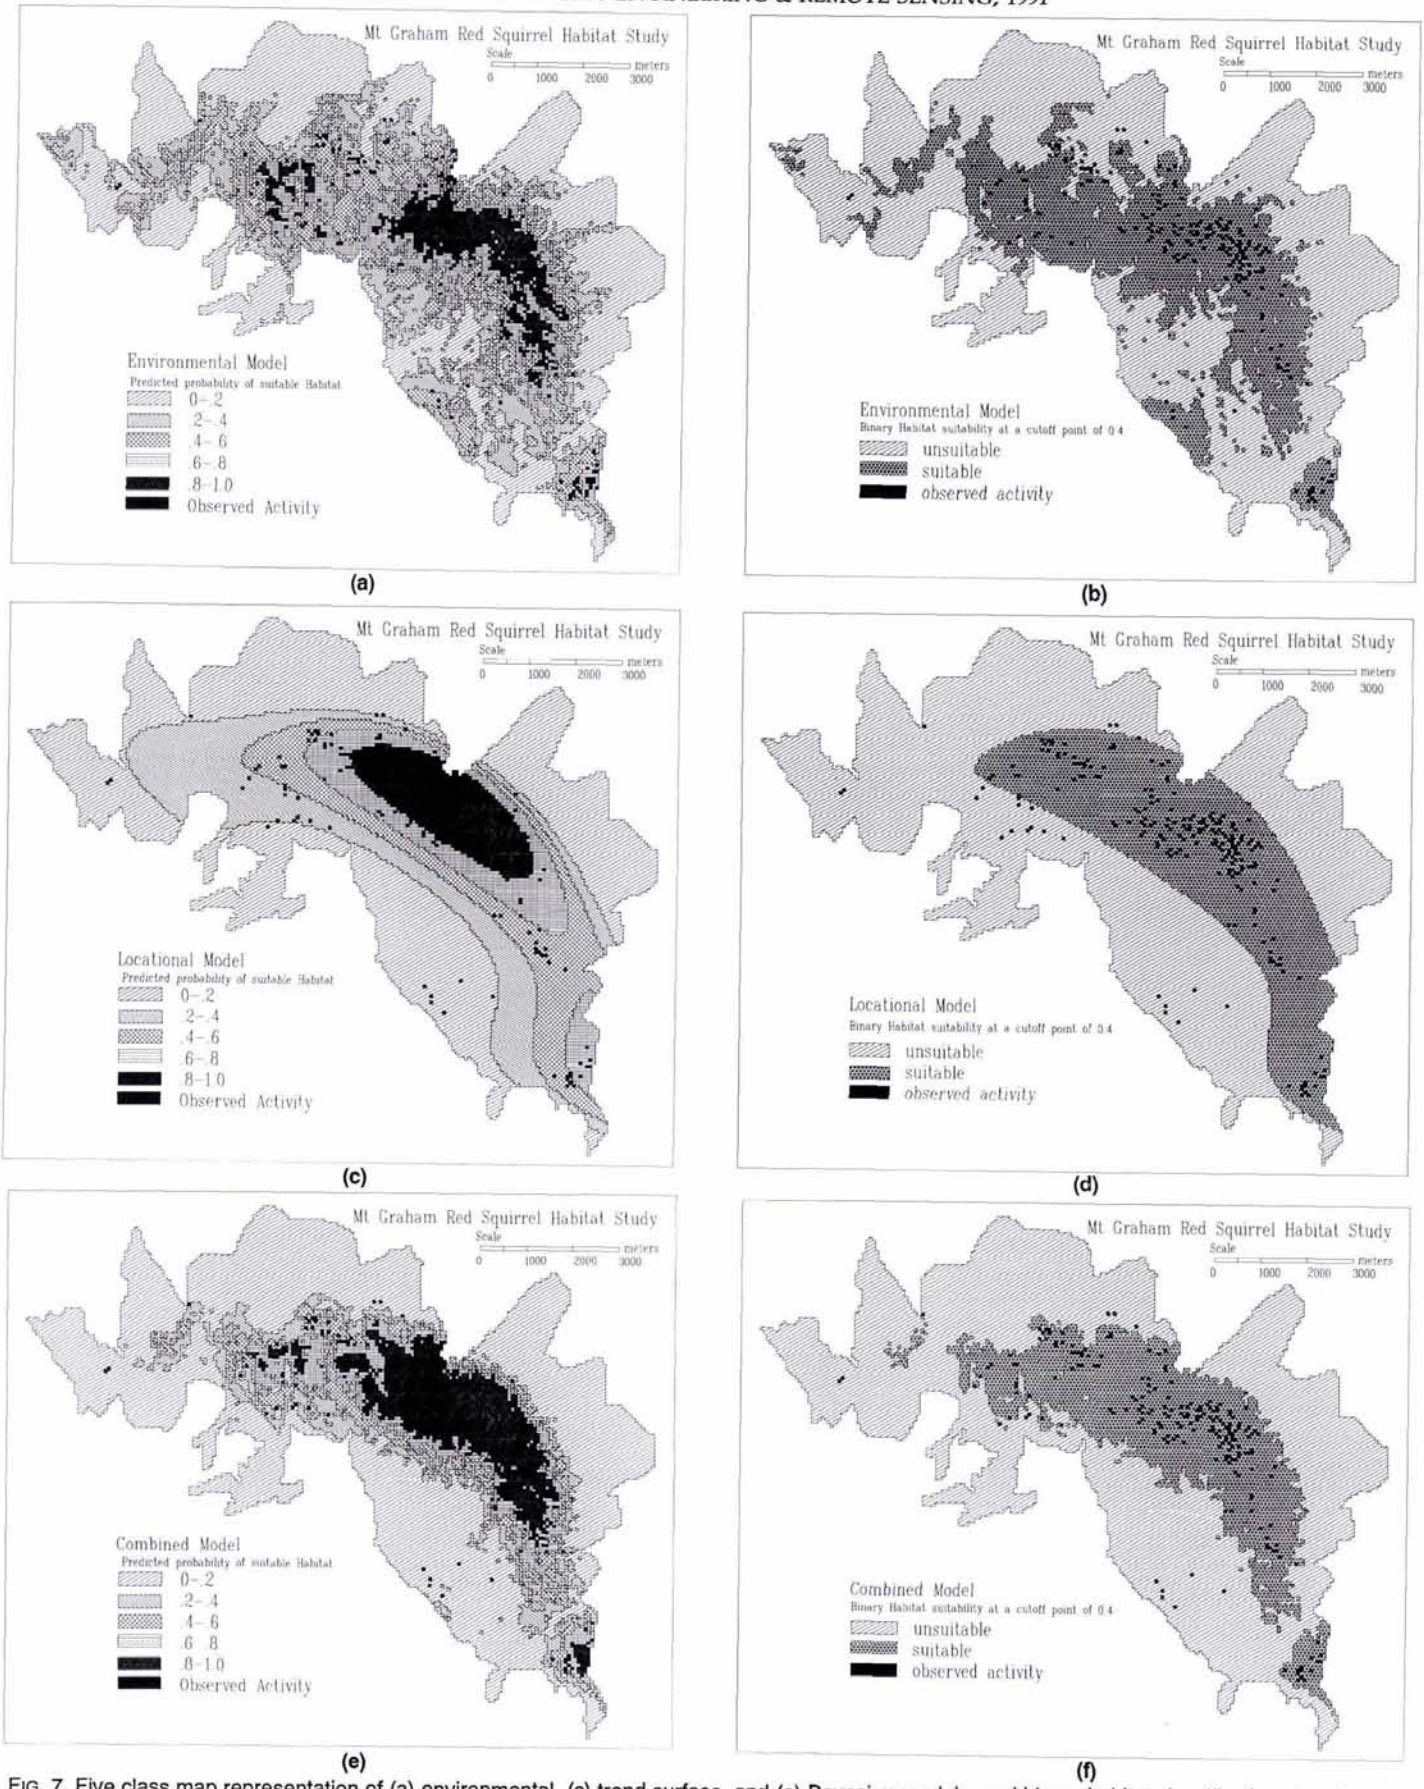 ENGINEERING & REMOTE SENSING, 1991
Mt Graham Red Squirrel Habitat Study
Scale
meters
0 1000 2000 3000
Environmental Model
Predicted probability of suitable Habitat
0-.2
.2-.4
.4-.6
.6-.8
.8-1.0
Observed Activity
(a)
Mt Graham Red Squirrel Habitat Study
Scale
meters
0 1000 2000 3000
Environmental Model
Binary Habitat suitability at a cutoff point of 0.4
unsuitable
suitable
observed activity
(b)
Mt Graham Red Squirrel Habitat Study
Scale
meters
0 1000 2000 3000
Locational Model
Predicted probability of suitable Habitat
0-.2
.2-.4
.4-.6
.6-.8
.8-1.0
Observed Activity
(c)
Mt Graham Red Squirrel Habitat Study
Scale
meters
0 1000 2000 3000
Locational Model
Binary Habitat suitability at a cutoff point of 0.4
unsuitable
suitable
observed activity
(d)
Mt Graham Red Squirrel Habitat Study
Scale
meters
0 1000 2000 3000
Combined Model
Predicted probability of suitable Habitat
0-.2
.2-.4
.4-.6
.6-.8
.8-1.0
Observed Activity
(e)
Mt Graham Red Squirrel Habitat Study
Scale
meters
0 1000 2000 3000
Combined Model
Binary Habitat suitability at a cutoff point of 0.4
unsuitable
suitable
observed activity
(f)
FIG. 7. Five class map representation of (a) environmental, (c) trend surface, and (e)